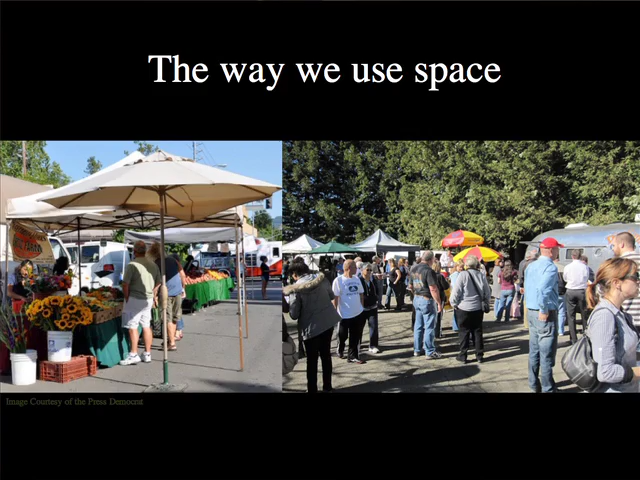 The way we use space
Image Courtesy of the Press Democrat